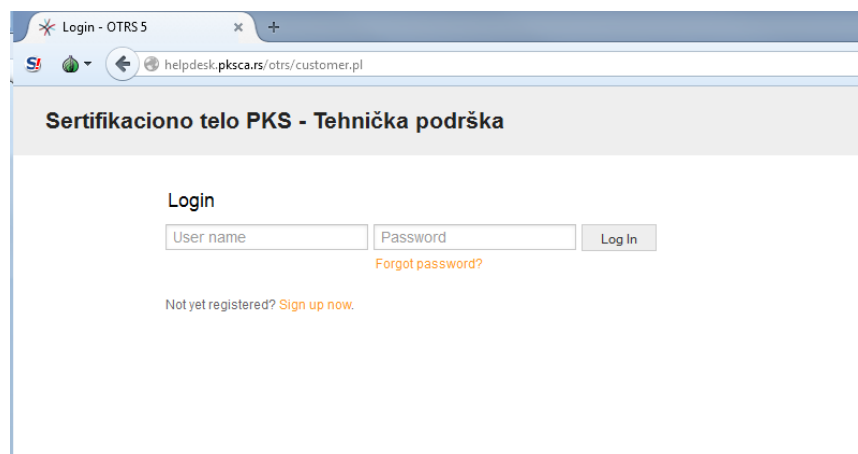 Login - OTRS 5
S!
helpdesk.pksca.rs/otrs/customer.pl
Sertifikaciono telo PKS - Tehnička podrška
Login
User name Password Log In
Forgot password?
Not yet registered? Sign up now.